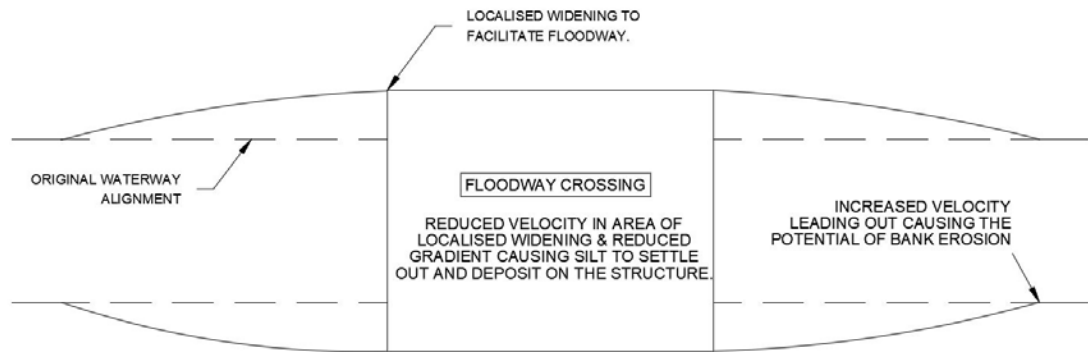 LOCALISED WIDENING TO
FACILITATE FLOODWAY.
ORIGINAL WATERWAY
ALIGNMENT
FLOODWAY CROSSING
REDUCED VELOCITY IN AREA OF
LOCALISED WIDENING & REDUCED
GRADIENT CAUSING SILT TO SETTLE
OUT AND DEPOSIT ON THE STRUCTURE.
INCREASED VELOCITY
LEADING OUT CAUSING THE
POTENTIAL OF BANK EROSION